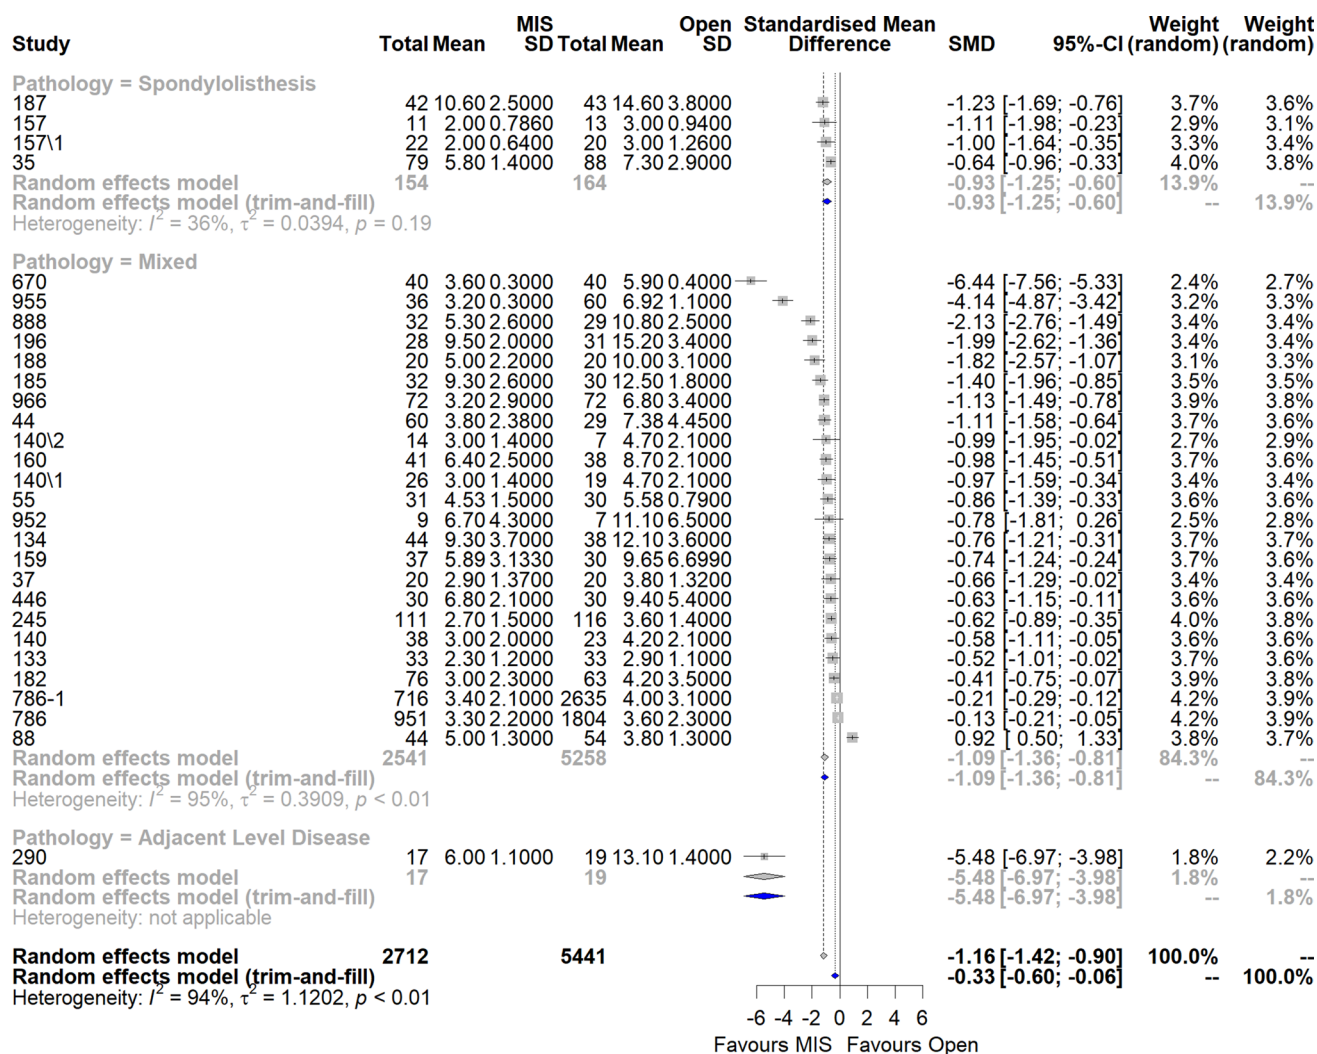 MIS Open Standardised Mean Weight Weight
Study Total Mean SD Total Mean SD Difference SMD 95%-CI (random) (random)
Pathology = Spondylolisthesis
187 42 10.60 2.5000 43 14.60 3.8000 -1.23 [-1.69; -0.76] 3.7% 3.6%
157 11 2.00 0.7860 13 3.00 0.9400 -1.11 [-1.98; -0.23] 2.9% 3.1%
157\1 22 2.00 0.6400 20 3.00 1.2600 -1.00 [-1.64; -0.35] 3.3% 3.4%
35 79 5.80 1.4000 88 7.30 2.9000 -0.64 [-0.96; -0.33] 4.0% 3.8%
Random effects model 154 164 -0.93 [-1.25; -0.60] 13.9% --
Random effects model (trim-and-fill) -0.93 [-1.25; -0.60] -- 13.9%
Heterogeneity: I² = 36%, τ² = 0.0394, p = 0.19
Pathology = Mixed
670 40 3.60 0.3000 40 5.90 0.4000 -6.44 [-7.56; -5.33] 2.4% 2.7%
955 36 3.20 0.3000 60 6.92 1.1000 -4.14 [-4.87; -3.42] 3.2% 3.3%
888 32 5.30 2.6000 29 10.80 2.5000 -2.13 [-2.76; -1.49] 3.4% 3.4%
196 28 9.50 2.0000 31 15.20 3.4000 -1.99 [-2.62; -1.36] 3.4% 3.4%
188 20 5.00 2.2000 20 10.00 3.1000 -1.82 [-2.57; -1.07] 3.1% 3.3%
185 32 9.30 2.6000 30 12.50 1.8000 -1.40 [-1.96; -0.85] 3.5% 3.5%
966 72 3.20 2.9000 72 6.80 3.4000 -1.13 [-1.49; -0.78] 3.9% 3.8%
44 60 3.80 2.3800 29 7.38 4.4500 -1.11 [-1.58; -0.64] 3.7% 3.6%
140\2 14 3.00 1.4000 7 4.70 2.1000 -0.99 [-1.95; -0.02] 2.7% 2.9%
160 41 6.40 2.5000 38 8.70 2.1000 -0.98 [-1.45; -0.51] 3.7% 3.6%
140\1 26 3.00 1.4000 19 4.70 2.1000 -0.97 [-1.59; -0.34] 3.4% 3.4%
55 31 4.53 1.5000 30 5.58 0.7900 -0.86 [-1.39; -0.33] 3.6% 3.6%
952 9 6.70 4.3000 7 11.10 6.5000 -0.78 [-1.81; 0.26] 2.5% 2.8%
134 44 9.30 3.7000 38 12.10 3.6000 -0.76 [-1.21; -0.31] 3.7% 3.7%
159 37 5.89 3.1330 30 9.65 6.6990 -0.74 [-1.24; -0.24] 3.7% 3.6%
37 20 2.90 1.3700 20 3.80 1.3200 -0.66 [-1.29; -0.02] 3.4% 3.4%
446 30 6.80 2.1000 30 9.40 5.4000 -0.63 [-1.15; -0.11] 3.6% 3.6%
245 111 2.70 1.5000 116 3.60 1.4000 -0.62 [-0.89; -0.35] 4.0% 3.8%
140 38 3.00 2.0000 23 4.20 2.1000 -0.58 [-1.11; -0.05] 3.6% 3.6%
133 33 2.30 1.2000 33 2.90 1.1000 -0.52 [-1.01; -0.02] 3.7% 3.6%
182 76 3.00 2.3000 63 4.20 3.5000 -0.41 [-0.75; -0.07] 3.9% 3.8%
786-1 716 3.40 2.1000 2635 4.00 3.1000 -0.21 [-0.29; -0.12] 4.2% 3.9%
786 951 3.30 2.2000 1804 3.60 2.3000 -0.13 [-0.21; -0.05] 4.2% 3.9%
88 44 5.00 1.3000 54 3.80 1.3000 0.92 [ 0.50; 1.33] 3.8% 3.7%
Random effects model 2541 5258 -1.09 [-1.36; -0.81] 84.3% --
Random effects model (trim-and-fill) -1.09 [-1.36; -0.81] -- 84.3%
Heterogeneity: I² = 95%, τ² = 0.3909, p < 0.01
Pathology = Adjacent Level Disease
290 17 6.00 1.1000 19 13.10 1.4000 -5.48 [-6.97; -3.98] 1.8% 2.2%
Random effects model 17 19 -5.48 [-6.97; -3.98] 1.8% --
Random effects model (trim-and-fill) -5.48 [-6.97; -3.98] -- 1.8%
Heterogeneity: not applicable
Random effects model 2712 5441 -1.16 [-1.42; -0.90] 100.0% --
Random effects model (trim-and-fill) -0.33 [-0.60; -0.06] -- 100.0%
Heterogeneity: I² = 94%, τ² = 1.1202, p < 0.01
-6 -4 -2 0 2 4 6
Favours MIS Favours Open